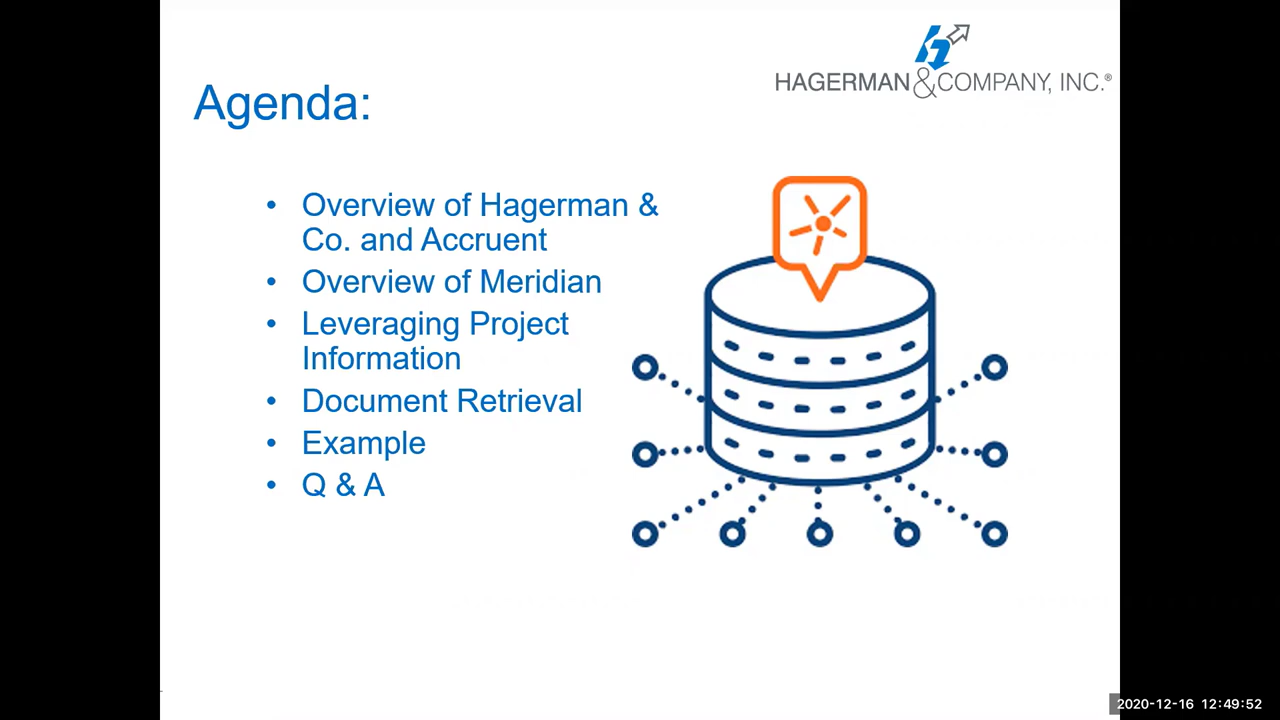 HAGERMAN &COMPANY, INC.®
Agenda:
• Overview of Hagerman &
Co. and Accruent
• Overview of Meridian
• Leveraging Project
Information
• Document Retrieval
• Example
• Q & A
2020-12-16 12:49:52